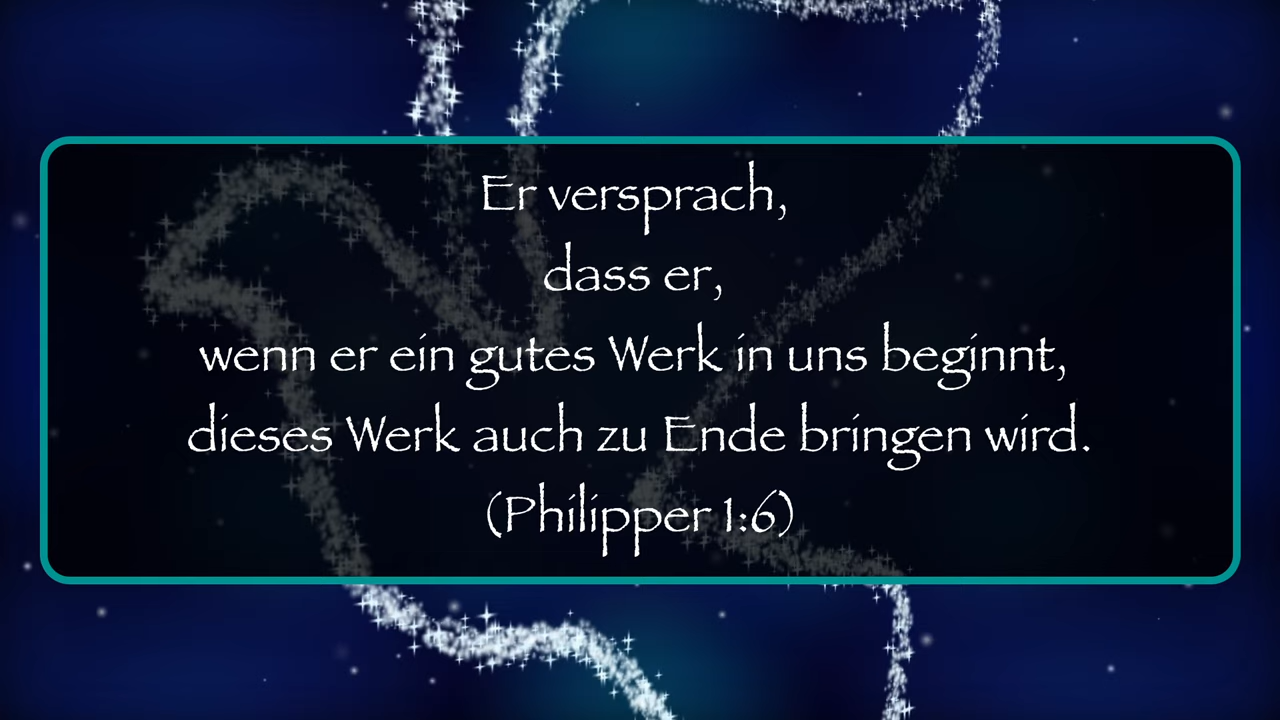 Er versprach,
dass er,
wenn er ein gutes Werk in uns beginnt,
dieses Werk auch zu Ende bringen wird.
(Philipper 1:6)